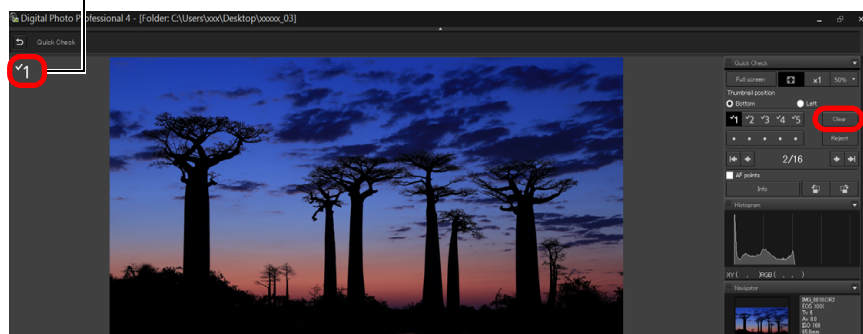 Digital Photo Professional 4 - [Folder: C:\Users\xxx\Desktop\xxxxx_03]
Quick Check
✓1
Quick Check
Full screen x1 50%
Thumbnail position
Bottom Left
✓1 ✓2 ✓3 ✓4 ✓5 Clear
Reject
2/16
AF points
Info
Histogram
XY ( , )RGB ( , , )
Navigator
IMG_0010.CR3
EOS XXX
Tv 8
Av 8.0
ISO 100